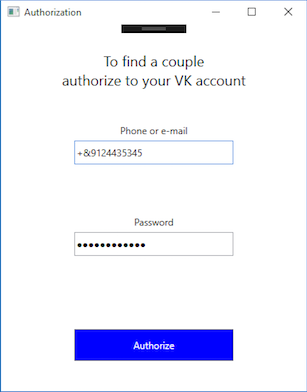 Authorization
To find a couple
authorize to your VK account
Phone or e-mail
+&9124435345
Password
●●●●●●●●●●●●
Authorize